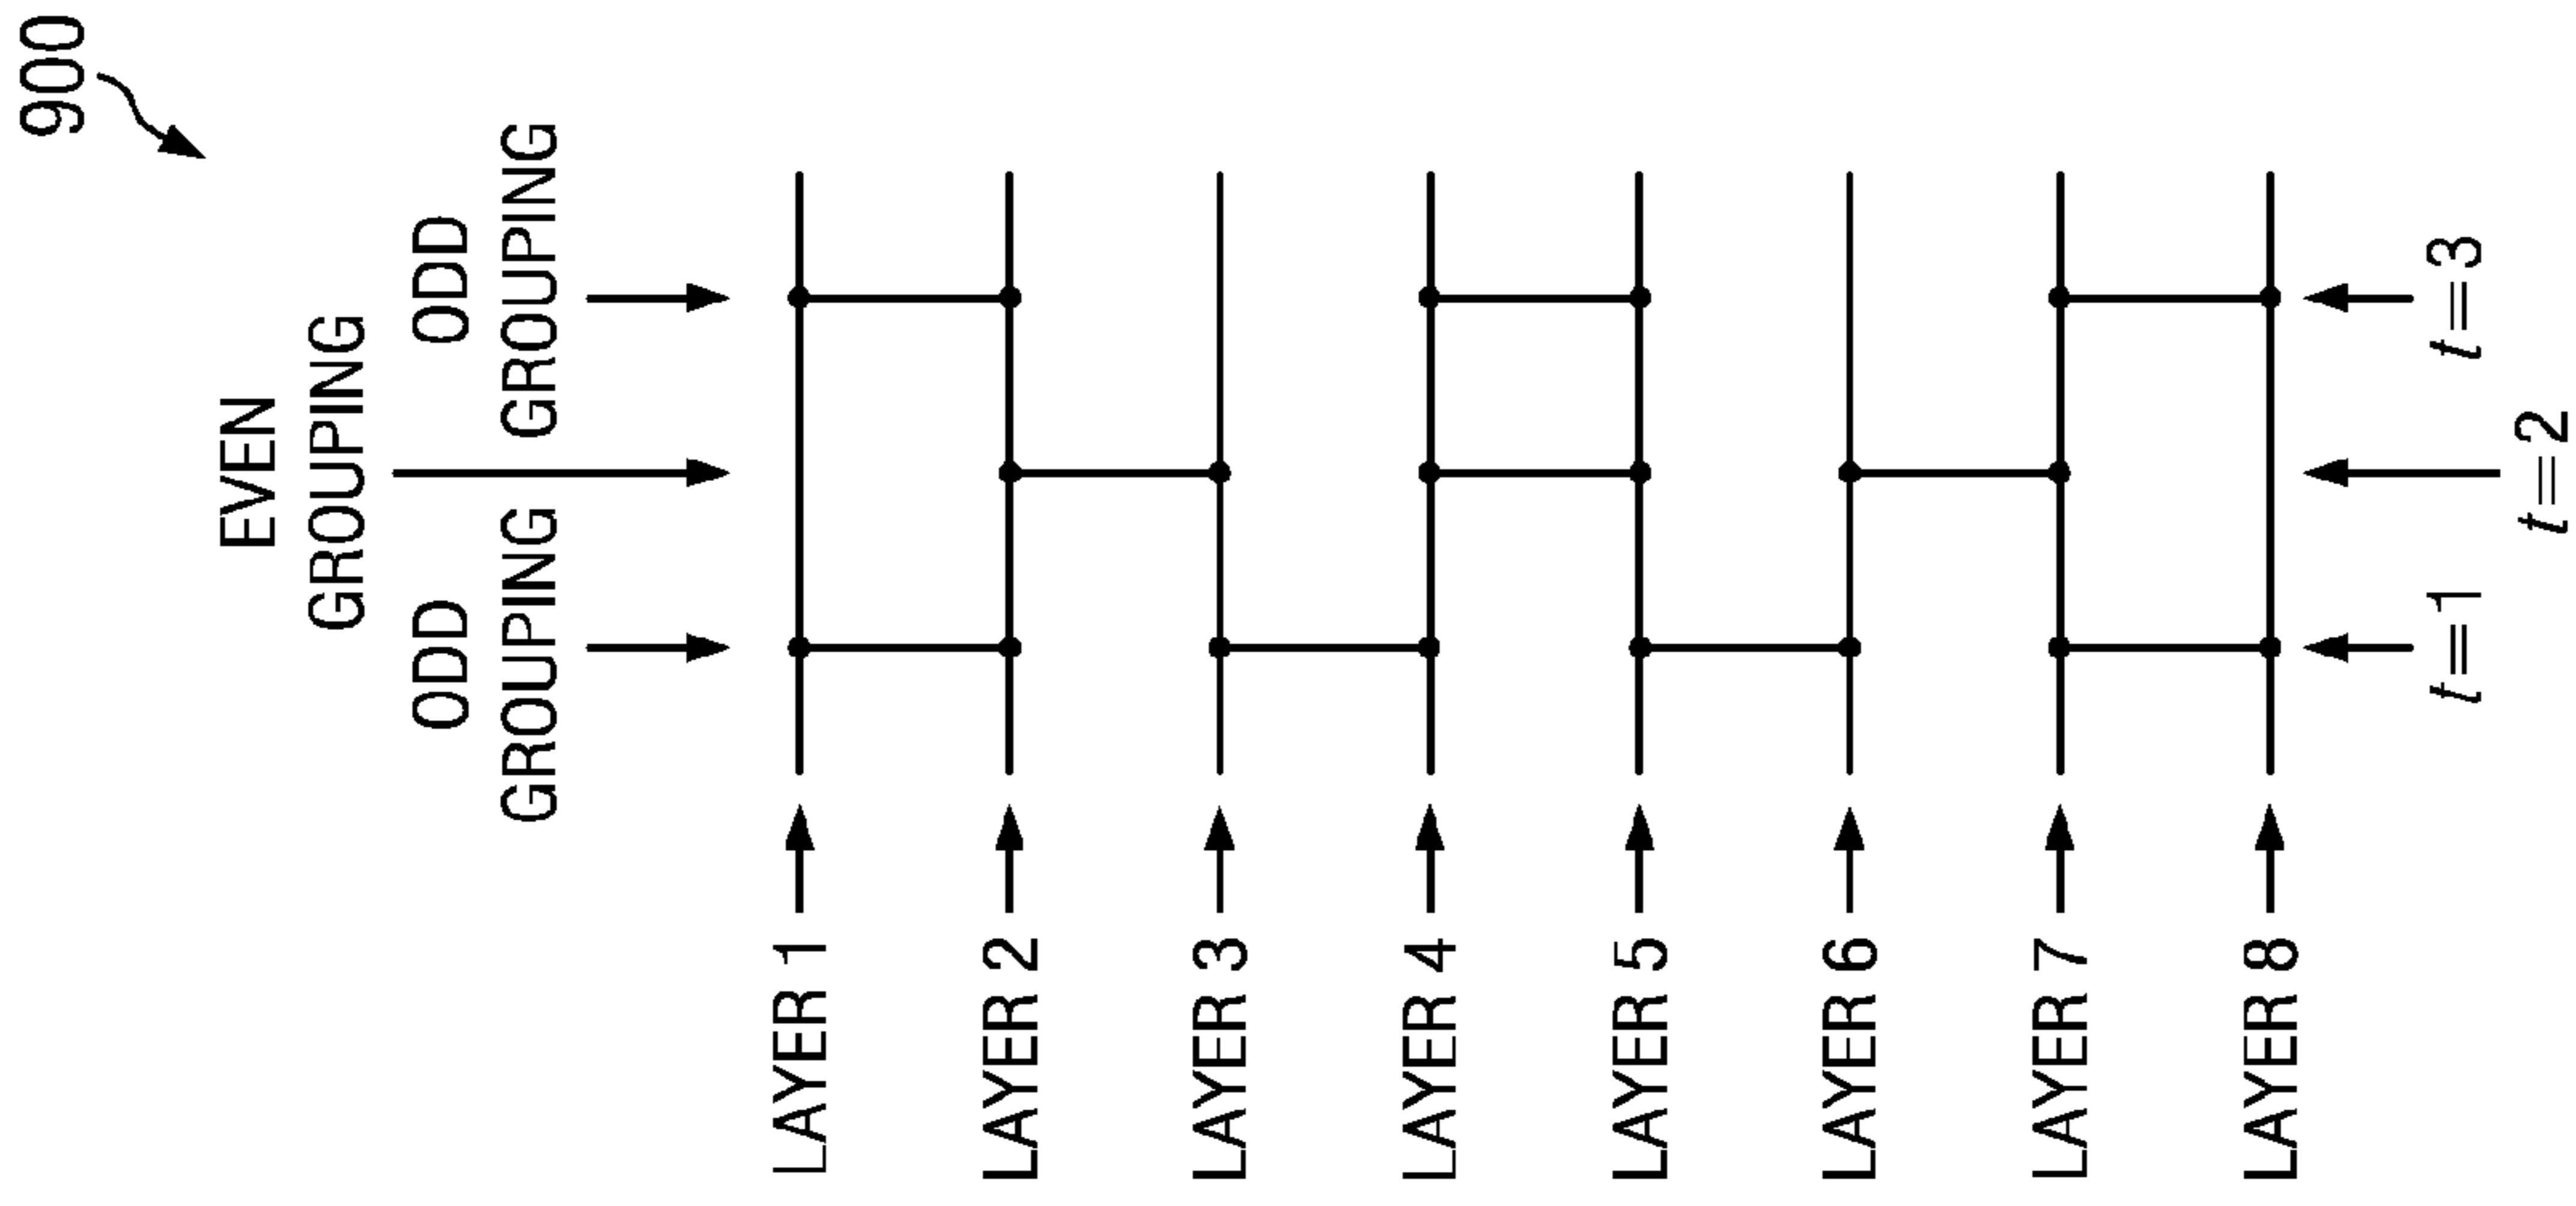 900
EVEN
GROUPING
ODD
GROUPING
ODD
GROUPING
LAYER 1
LAYER 2
LAYER 3
LAYER 4
LAYER 5
LAYER 6
LAYER 7
LAYER 8
t=1
t=2
t=3